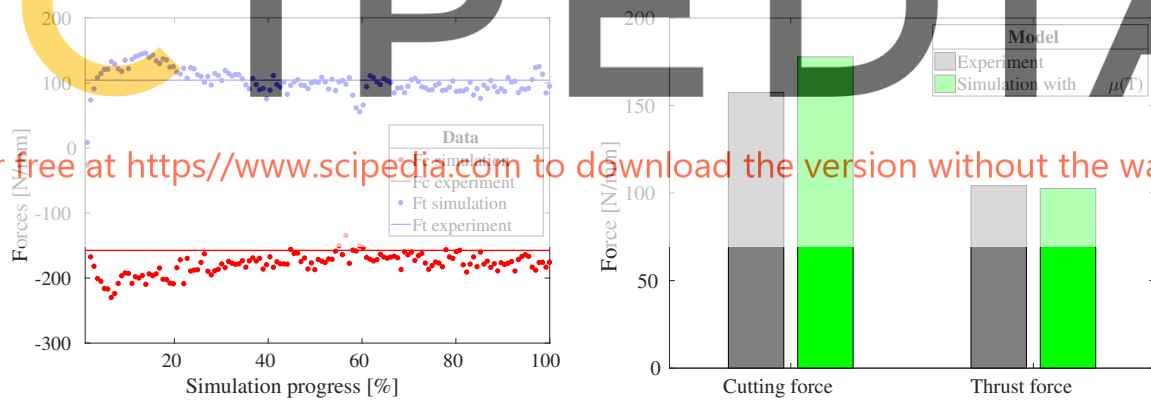 CIPEDIA
200
100
0
-100
-200
-300
Forces [N/mm]
20
40
60
80
100
Simulation progress [%]
Data
Fc simulation
Fc experiment
Ft simulation
Ft experiment
r free at https//www.scipedia.com to download the version without the wa
200
150
100
50
0
Force [N/mm]
Model
Experiment
Simulation with μ(T)
Cutting force
Thrust force